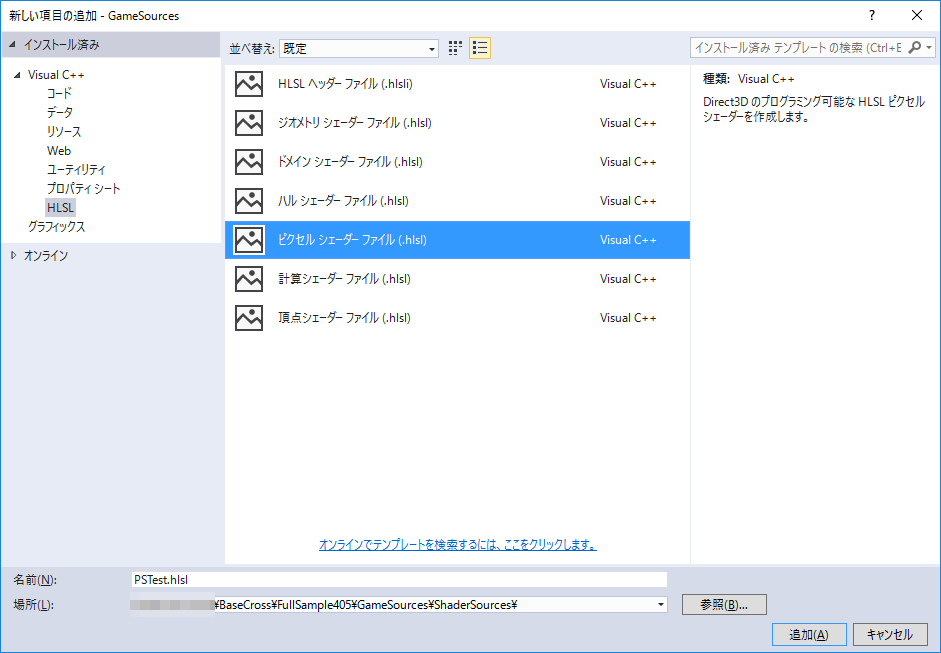 新しい項目の追加 - GameSources
?
インストール済み
並べ替え: 既定
インストール済み テンプレート の検索 (Ctrl+E
Visual C++
コード
データ
リソース
Web
ユーティリティ
プロパティ シート
HLSL
グラフィックス
オンライン
HLSL ヘッダー ファイル (.hlsli) Visual C++
ジオメトリ シェーダー ファイル (.hlsl) Visual C++
ドメイン シェーダー ファイル (.hlsl) Visual C++
ハル シェーダー ファイル (.hlsl) Visual C++
ピクセル シェーダー ファイル (.hlsl) Visual C++
計算シェーダー ファイル (.hlsl) Visual C++
頂点シェーダー ファイル (.hlsl) Visual C++
種類: Visual C++
Direct3D のプログラミング可能な HLSL ピクセル
シェーダーを作成します。
オンラインでテンプレートを検索するには、ここをクリックします。
名前(N): PSTest.hlsl
場所(L): ¥BaseCross¥FullSample405¥GameSources¥ShaderSources¥ 参照(B)...
追加(A) キャンセル